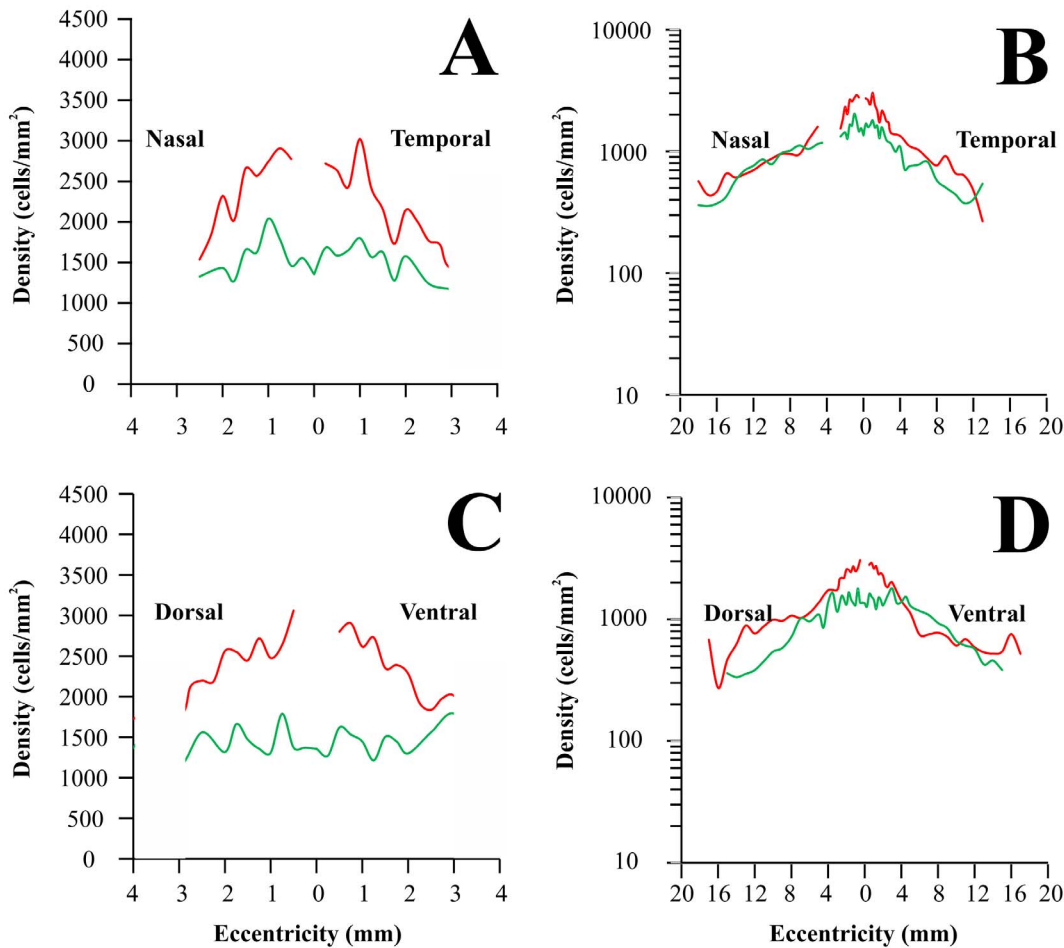 A
4500
4000
3500
3000
2500
2000
1500
1000
500
0
Density (cells/mm²)
Nasal
Temporal
4 3 2 1 0 1 2 3 4
B
10000
1000
100
10
Density (cells/mm²)
Nasal
Temporal
20 16 12 8 4 0 4 8 12 16 20
C
4500
4000
3500
3000
2500
2000
1500
1000
500
0
Density (cells/mm²)
Dorsal
Ventral
4 3 2 1 0 1 2 3 4
Eccentricity (mm)
D
10000
1000
100
10
Density (cells/mm²)
Dorsal
Ventral
20 16 12 8 4 0 4 8 12 16 20
Eccentricity (mm)